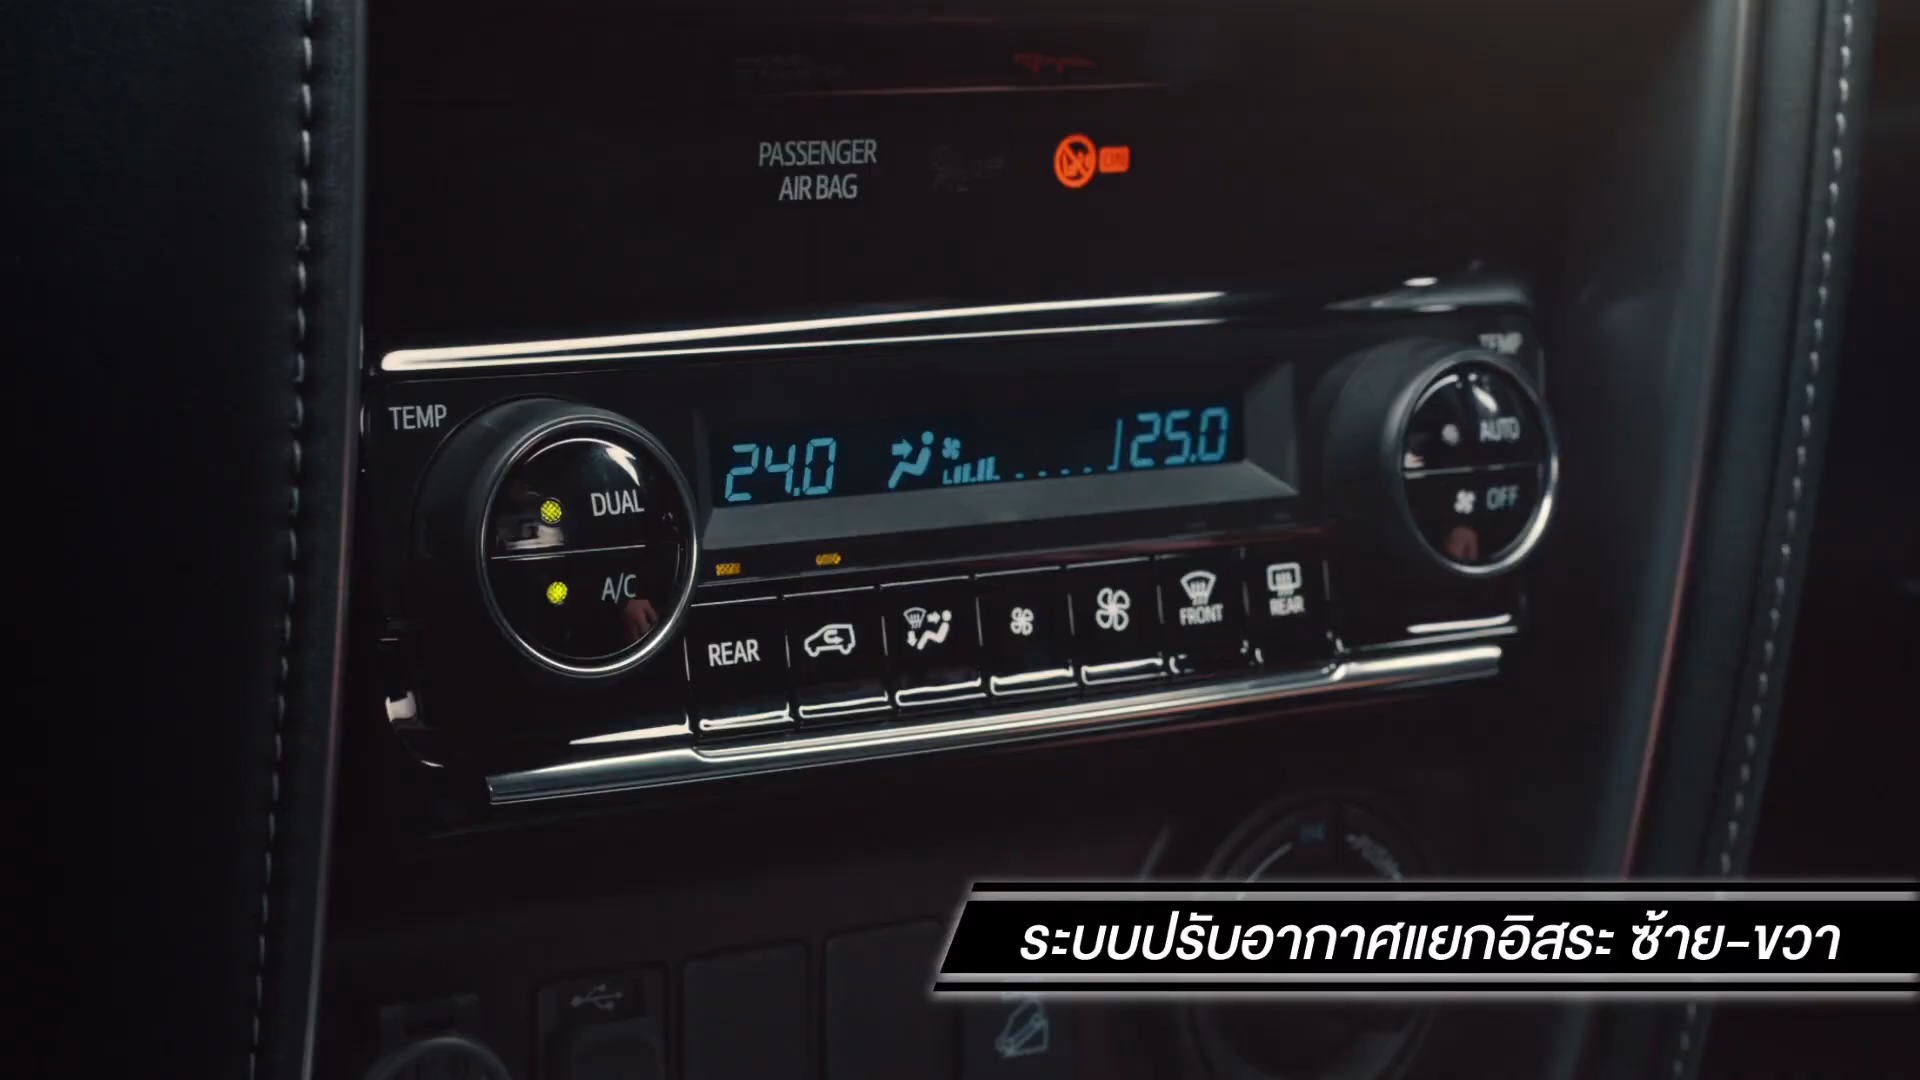 PASSENGER
AIR BAG
TEMP
TEMP
24.0
25.0
DUAL
AUTO
A/C
OFF
REAR
FRONT
REAR
ระบบปรับอากาศแยกอิสระ ซ้าย-ขวา